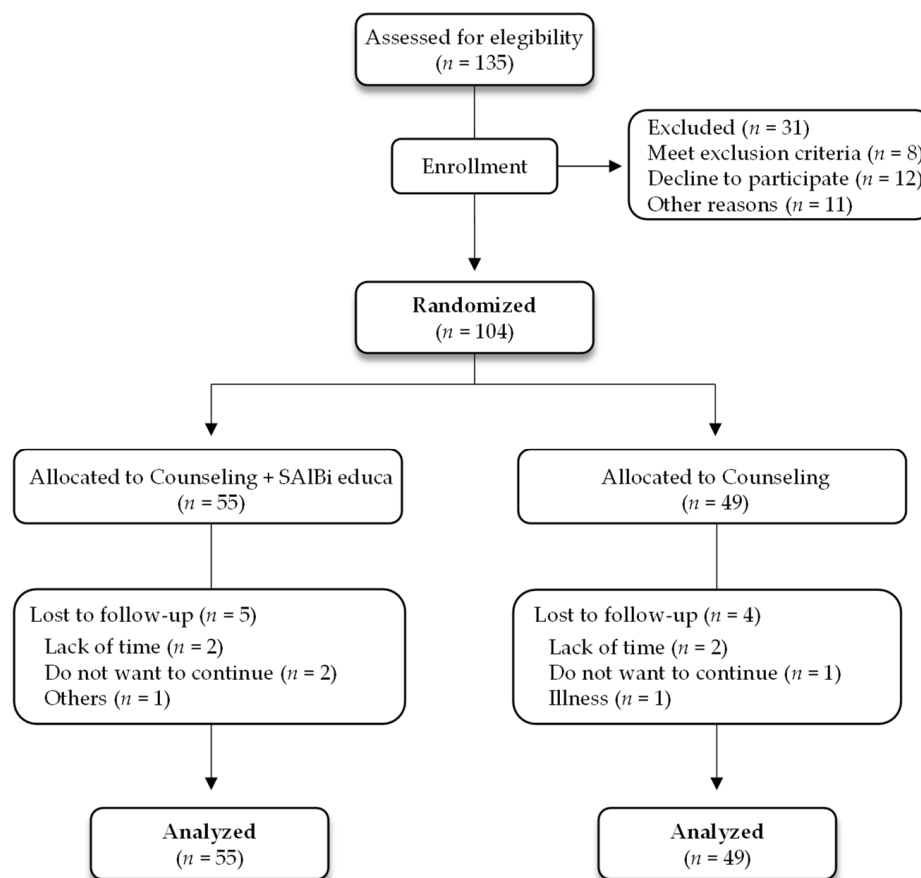 Assessed for elegibility
(n = 135)
Enrollment
Excluded (n = 31)
Meet exclusion criteria (n = 8)
Decline to participate (n = 12)
Other reasons (n = 11)
Randomized
(n = 104)
Allocated to Counseling + SAIBi educa
(n = 55)
Allocated to Counseling
(n = 49)
Lost to follow-up (n = 5)
Lack of time (n = 2)
Do not want to continue (n = 2)
Others (n = 1)
Lost to follow-up (n = 4)
Lack of time (n = 2)
Do not want to continue (n = 1)
Illness (n = 1)
Analyzed
(n = 55)
Analyzed
(n = 49)